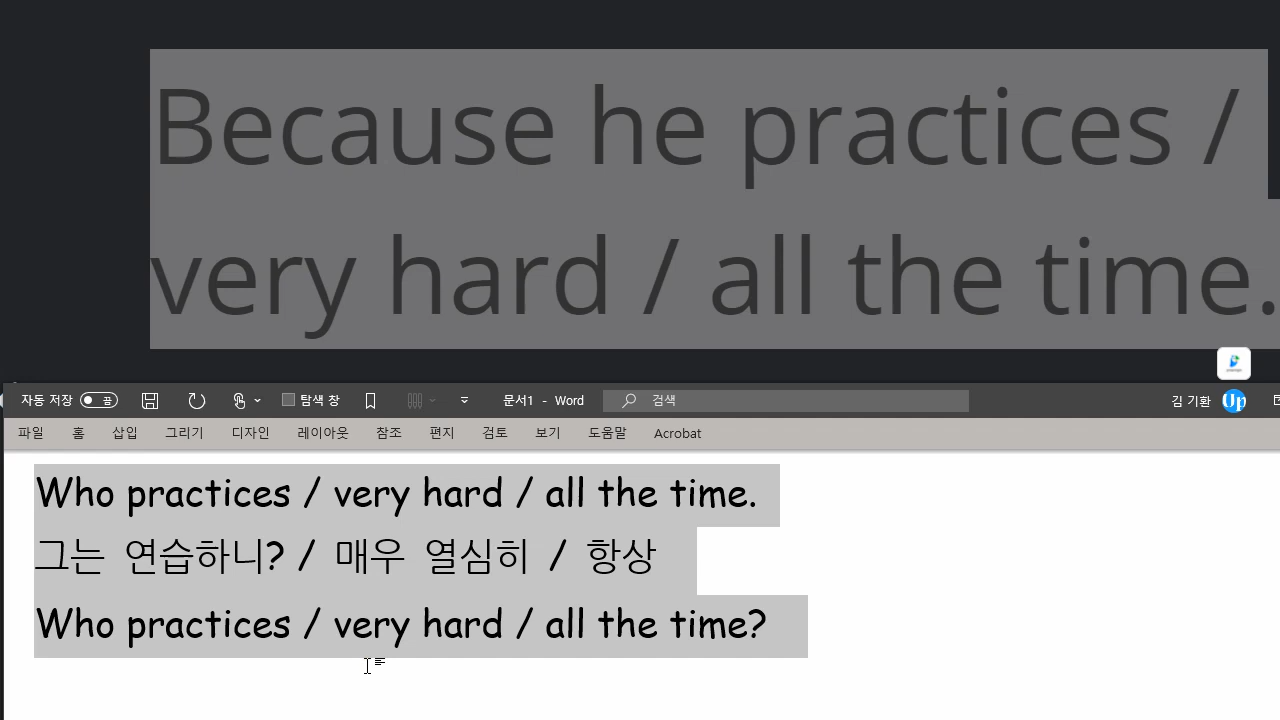 Because he practices /
very hard / all the time.
자동 저장 끔 탐색 창 문서1 - Word 검색 김 기환 Up
파일 홈 삽입 그리기 디자인 레이아웃 참조 편지 검토 보기 도움말 Acrobat
Who practices / very hard / all the time.
그는 연습하니? / 매우 열심히 / 항상
Who practices / very hard / all the time?